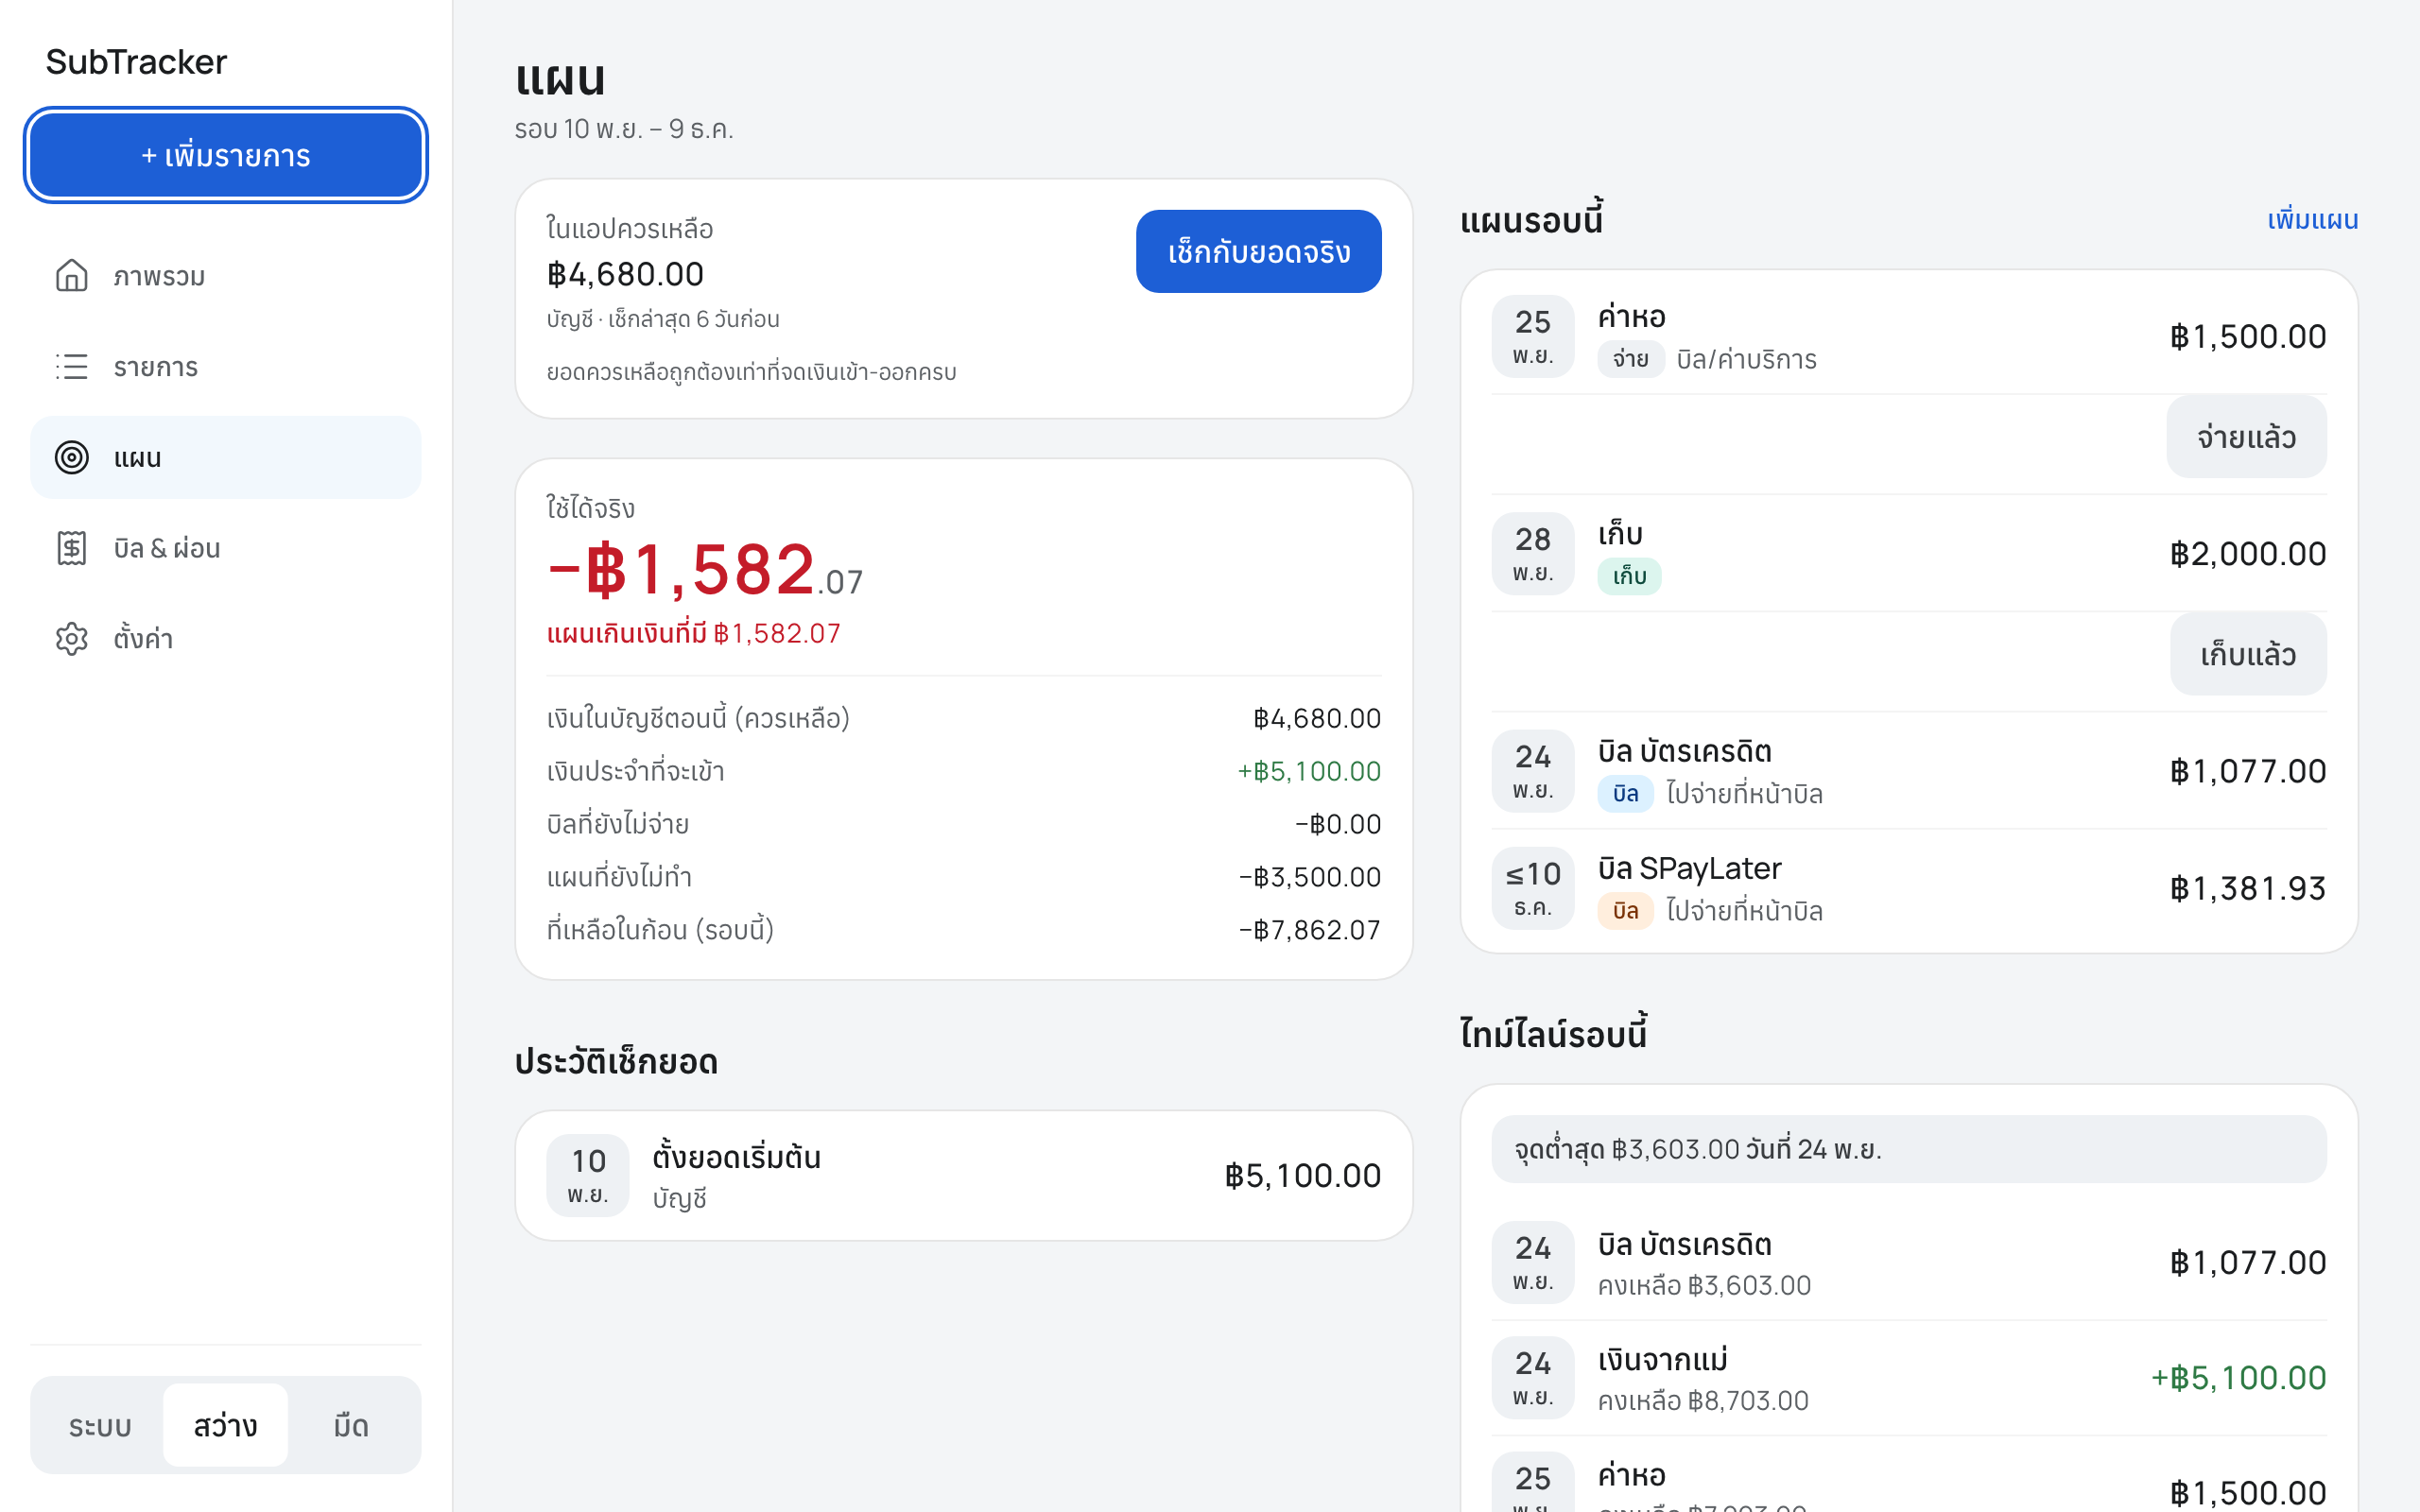 SubTracker
+ เพิ่มรายการ
ภาพรวม
รายการ
แผน
บิล & ผ่อน
ตั้งค่า
ระบบ
สว่าง
มืด
แผน
รอบ 10 พ.ย. – 9 ธ.ค.
ในแอปควรเหลือ
฿4,680.00
บัญชี · เช็กล่าสุด 6 วันก่อน
ยอดควรเหลือถูกต้องเท่าที่จดเงินเข้า-ออกครบ
เช็กกับยอดจริง
ใช้ได้จริง
−฿1,582.07
แผนเกินเงินที่มี ฿1,582.07
เงินในบัญชีตอนนี้ (ควรเหลือ) ฿4,680.00
เงินประจำที่จะเข้า +฿5,100.00
บิลที่ยังไม่จ่าย −฿0.00
แผนที่ยังไม่ทำ −฿3,500.00
ที่เหลือในก้อน (รอบนี้) −฿7,862.07
ประวัติเช็กยอด
10 พ.ย.
ตั้งยอดเริ่มต้น
บัญชี
฿5,100.00
แผนรอบนี้
เพิ่มแผน
25 พ.ย.
ค่าหอ
จ่าย บิล/ค่าบริการ
฿1,500.00
จ่ายแล้ว
28 พ.ย.
เก็บ
เก็บ
฿2,000.00
เก็บแล้ว
24 พ.ย.
บิล บัตรเครดิต
บิล ไปจ่ายที่หน้าบิล
฿1,077.00
≤10 ธ.ค.
บิล SPayLater
บิล ไปจ่ายที่หน้าบิล
฿1,381.93
ไทม์ไลน์รอบนี้
จุดต่ำสุด ฿3,603.00 วันที่ 24 พ.ย.
24 พ.ย.
บิล บัตรเครดิต
คงเหลือ ฿3,603.00
฿1,077.00
24 พ.ย.
เงินจากแม่
คงเหลือ ฿8,703.00
+฿5,100.00
25
ค่าหอ
฿1,500.00